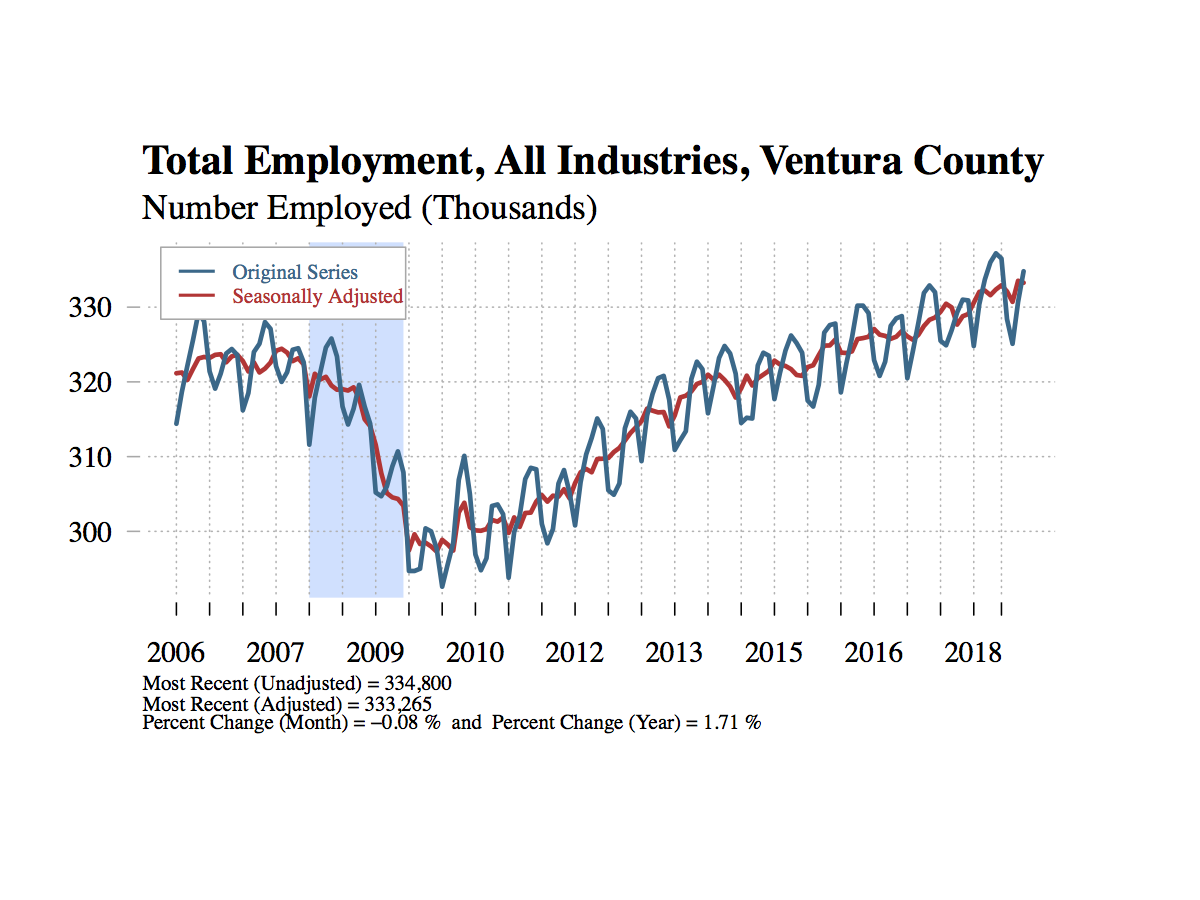 Total Employment, All Industries, Ventura County
Number Employed (Thousands)
Original Series
Seasonally Adjusted
330
320
310
300
2006 2007 2009 2010 2012 2013 2015 2016 2018
Most Recent (Unadjusted) = 334,800
Most Recent (Adjusted) = 333,265
Percent Change (Month) = −0.08 % and Percent Change (Year) = 1.71 %